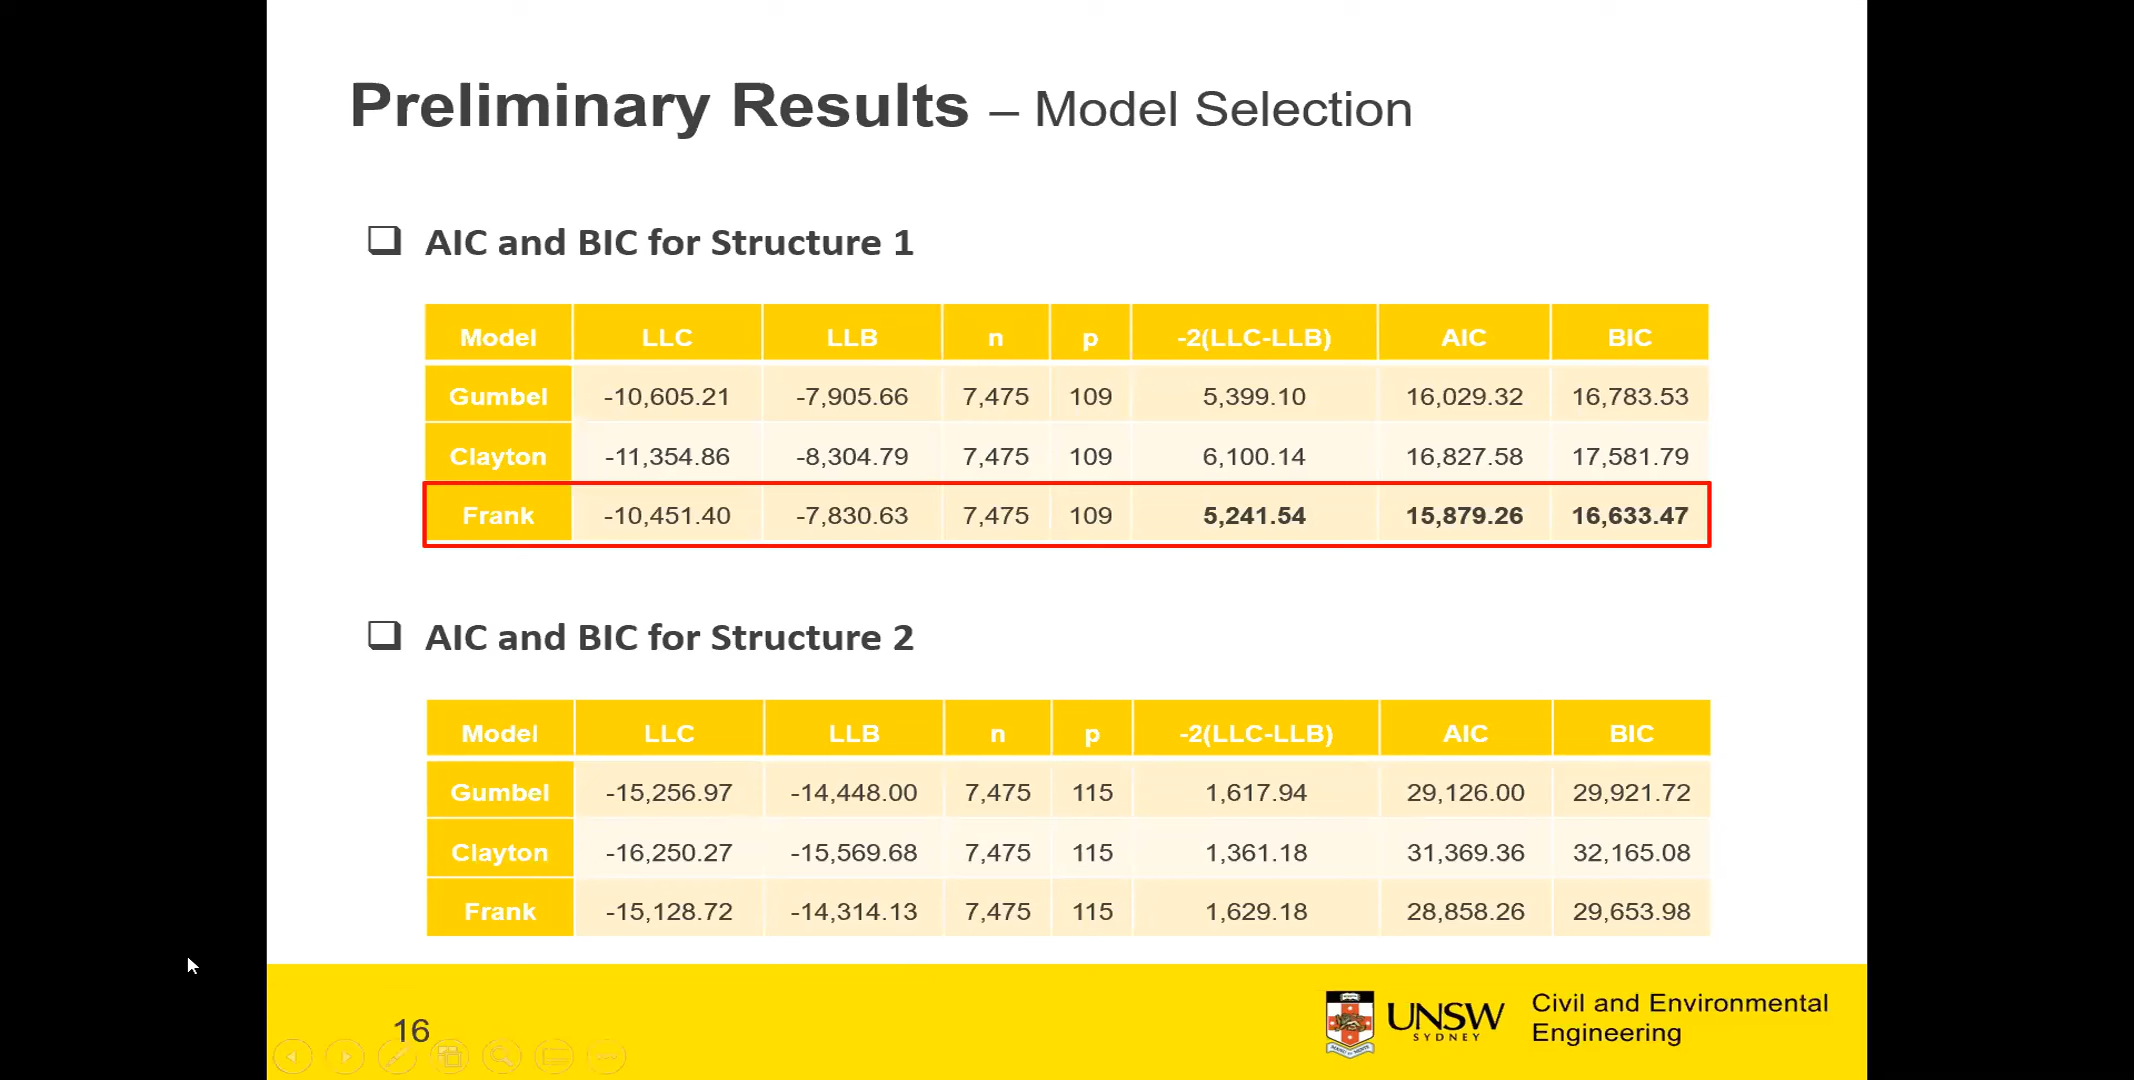 Preliminary Results – Model Selection
AIC and BIC for Structure 1
Model LLC LLB n p -2(LLC-LLB) AIC BIC
Gumbel -10,605.21 -7,905.66 7,475 109 5,399.10 16,029.32 16,783.53
Clayton -11,354.86 -8,304.79 7,475 109 6,100.14 16,827.58 17,581.79
Frank -10,451.40 -7,830.63 7,475 109 5,241.54 15,879.26 16,633.47
AIC and BIC for Structure 2
Model LLC LLB n p -2(LLC-LLB) AIC BIC
Gumbel -15,256.97 -14,448.00 7,475 115 1,617.94 29,126.00 29,921.72
Clayton -16,250.27 -15,569.68 7,475 115 1,361.18 31,369.36 32,165.08
Frank -15,128.72 -14,314.13 7,475 115 1,629.18 28,858.26 29,653.98
16
UNSW
SYDNEY
Civil and Environmental
Engineering